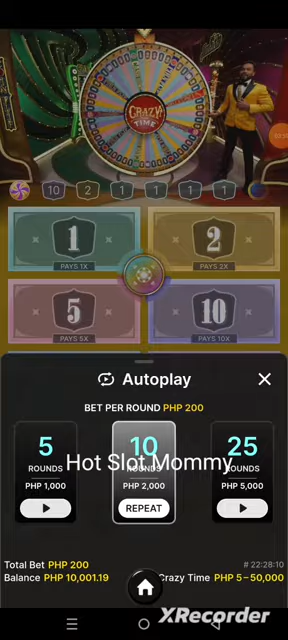 CRAZY
TIME
10 2 1 1 1 1
1 2
PAYS 1X PAYS 2X
5 10
PAYS 5X PAYS 10X
Autoplay
BET PER ROUND PHP 200
5 10 25
ROUNDS ROUNDS ROUNDS
Hot Slot Mommy
PHP 1,000 PHP 2,000 PHP 5,000
REPEAT
Total Bet PHP 200 # 22:28:10
Balance PHP 10,001.19 Crazy Time PHP 5–50,000
XRecorder